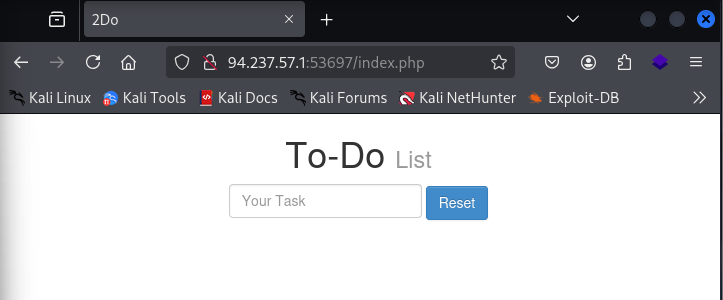 2Do
94.237.57.1:53697/index.php
Kali Linux Kali Tools Kali Docs Kali Forums Kali NetHunter Exploit-DB
To-Do List
Your Task Reset